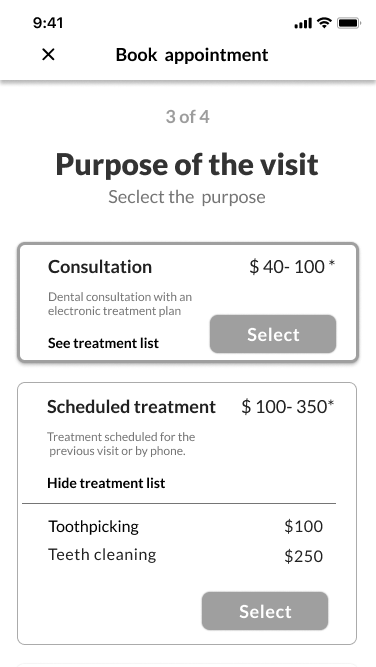 9:41
Book appointment
3 of 4
Purpose of the visit
Seclect the purpose
Consultation $ 40- 100 *
Dental consultation with an
electronic treatment plan
See treatment list
Select
Scheduled treatment $ 100- 350*
Treatment scheduled for the
previous visit or by phone.
Hide treatment list
Toothpicking $100
Teeth cleaning $250
Select